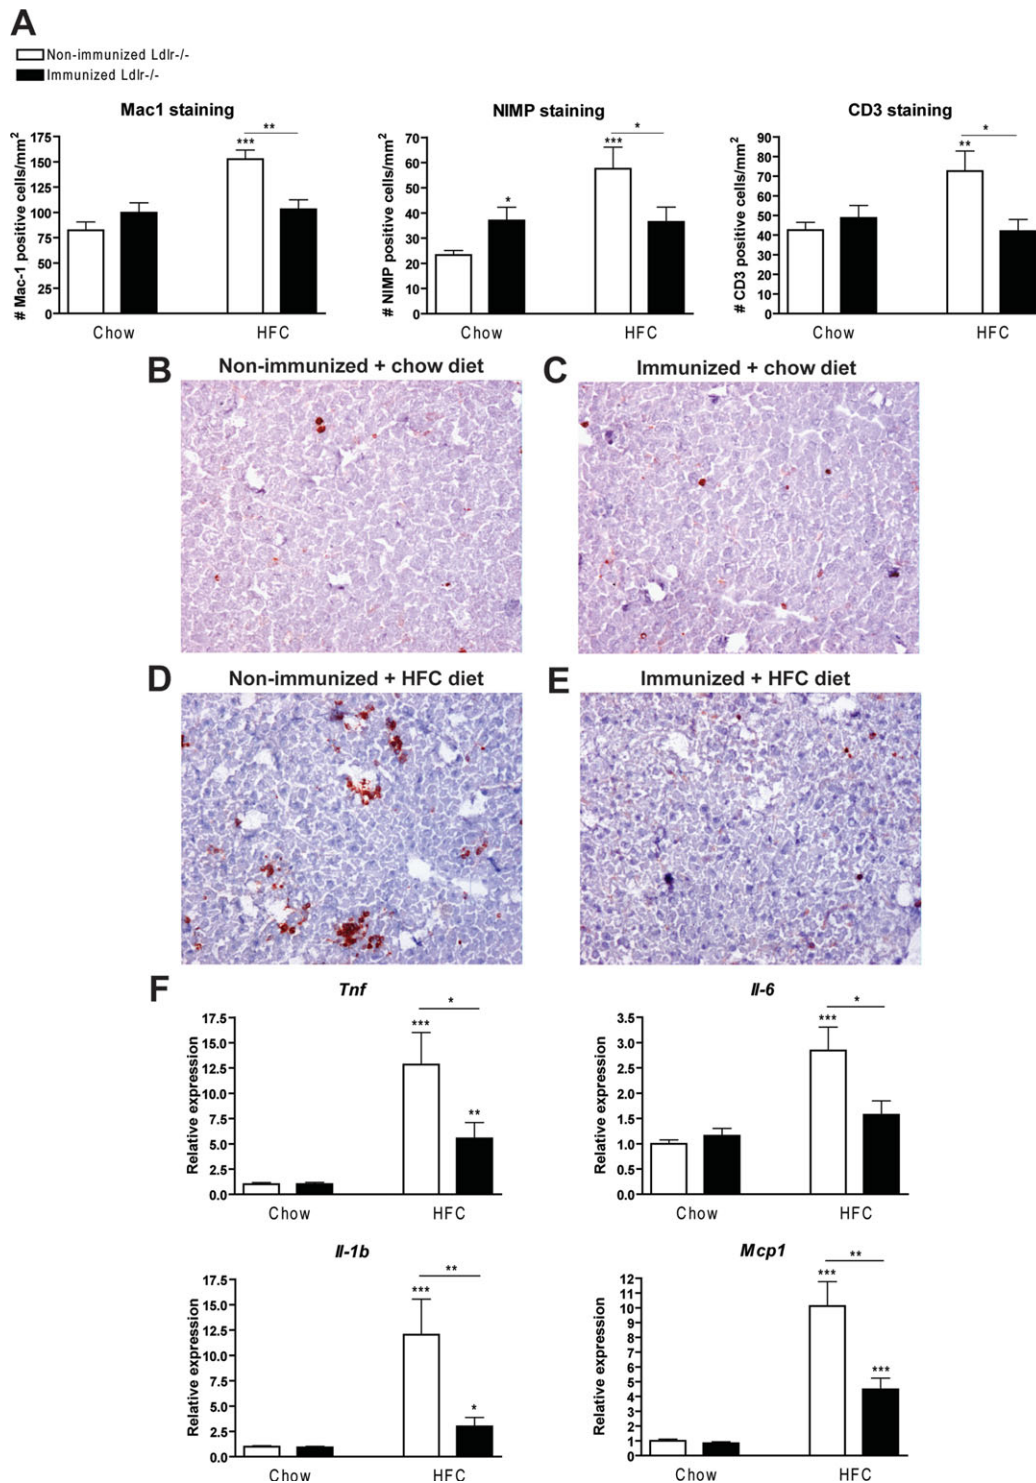 A
Non-immunized Ldlr-/-
Immunized Ldlr-/-
Mac1 staining
# Mac-1 positive cells/mm2
175
150
125
100
75
50
25
0
***
**
Chow
HFC
NIMP staining
# NIMP positive cells/mm2
70
60
50
40
30
20
10
0
*
***
*
Chow
HFC
CD3 staining
# CD3 positive cells/mm2
90
80
70
60
50
40
30
20
10
0
**
*
Chow
HFC
B
Non-immunized + chow diet
C
Immunized + chow diet
D
Non-immunized + HFC diet
E
Immunized + HFC diet
F
Tnf
Relative expression
17.5
15.0
12.5
10.0
7.5
5.0
2.5
0.0
*
***
**
Chow
HFC
Il-6
Relative expression
3.5
3.0
2.5
2.0
1.5
1.0
0.5
0.0
*
***
Chow
HFC
Il-1b
Relative expression
17.5
15.0
12.5
10.0
7.5
5.0
2.5
0.0
**
***
*
Chow
HFC
Mcp1
Relative expression
12
11
10
9
8
7
6
5
4
3
2
1
0
**
***
***
Chow
HFC